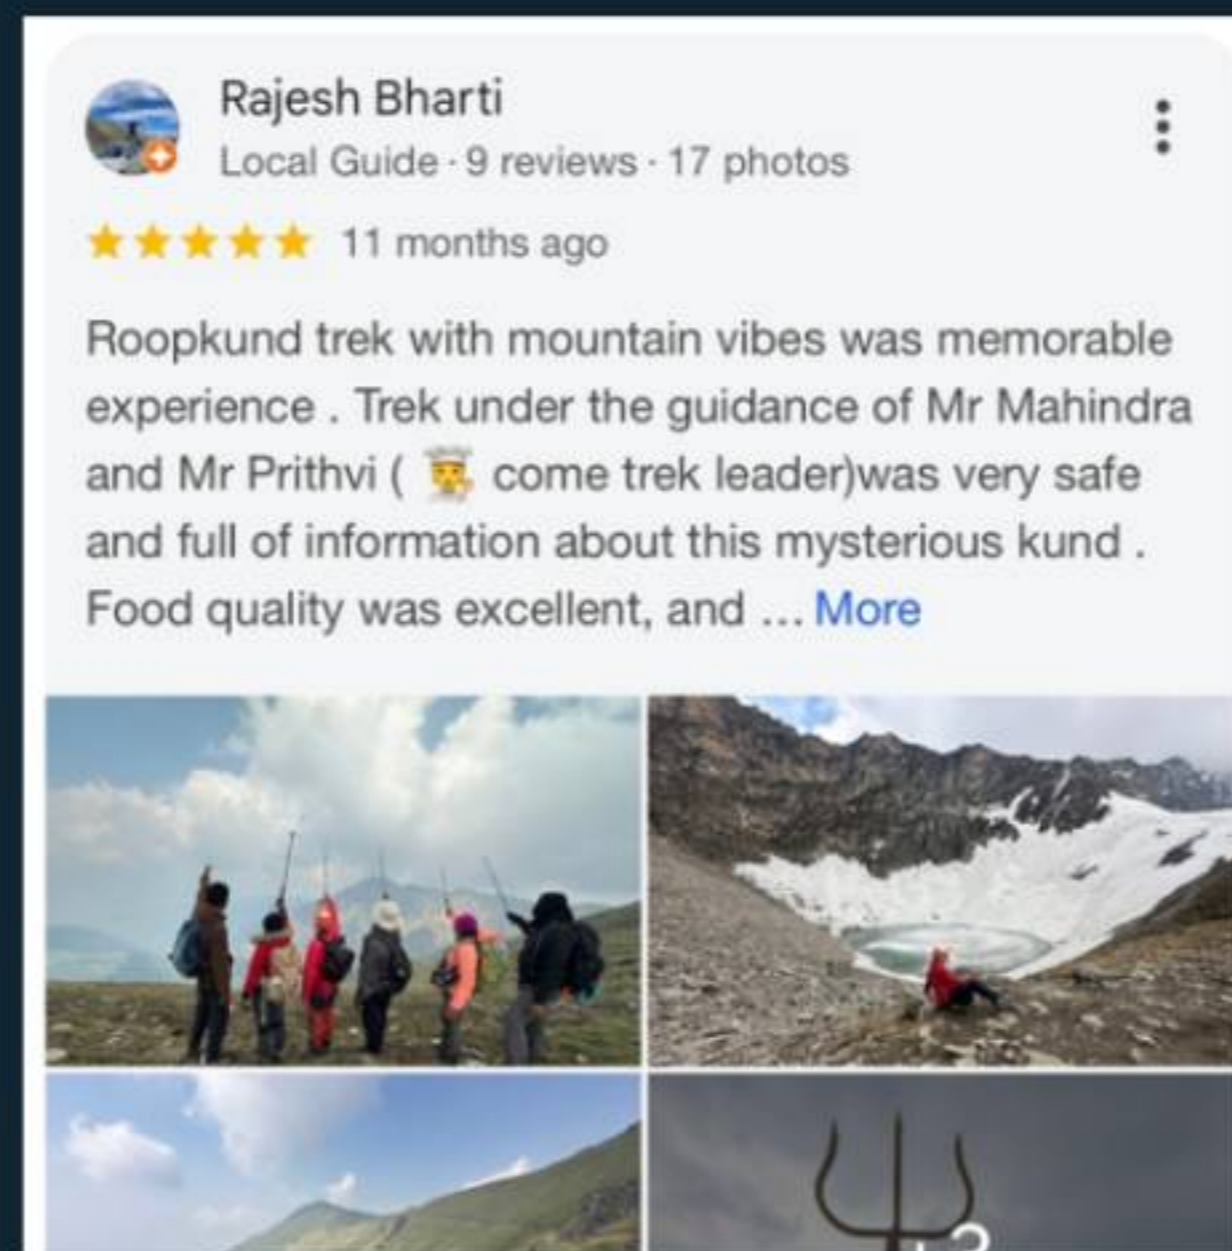 Rajesh Bharti
Local Guide · 9 reviews · 17 photos
11 months ago
Roopkund trek with mountain vibes was memorable
experience . Trek under the guidance of Mr Mahindra
and Mr Prithvi ( 👨‍🍳 come trek leader)was very safe
and full of information about this mysterious kund .
Food quality was excellent, and ... More